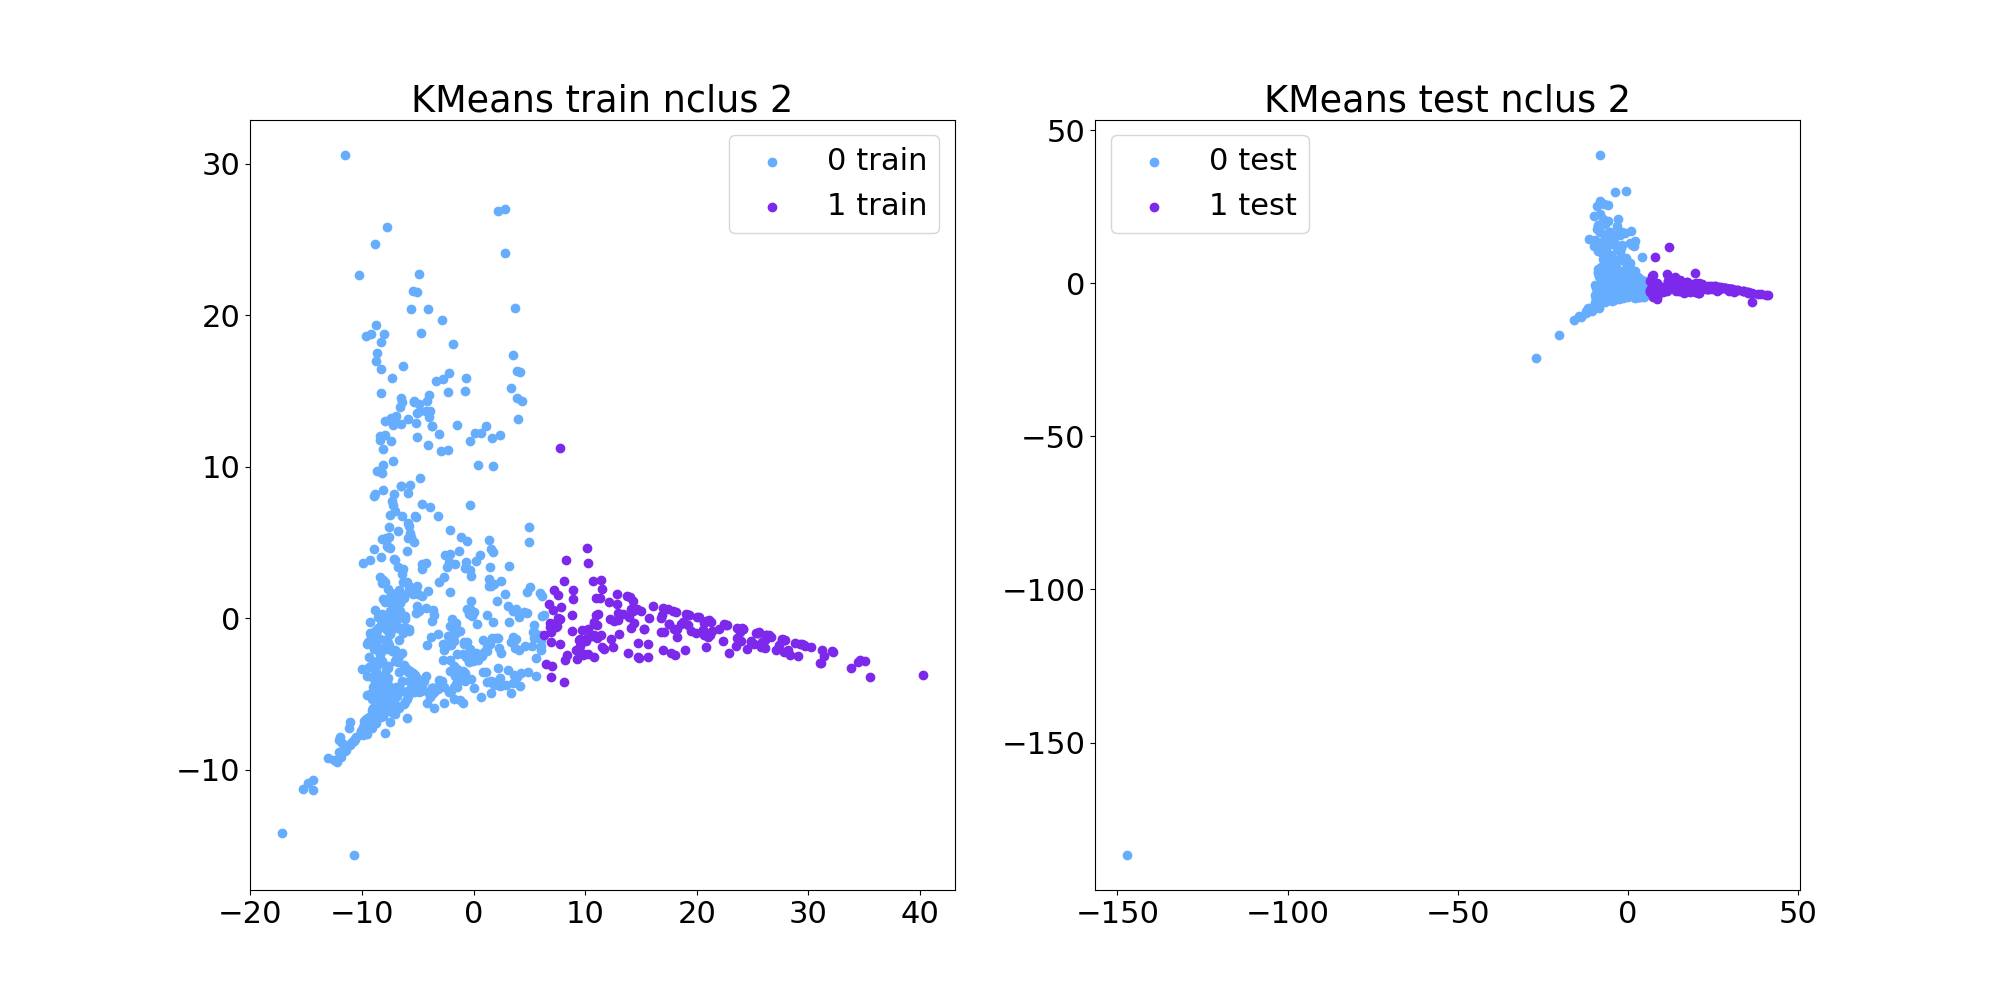 KMeans train nclus 2
0 train
1 train
30
20
10
0
−10
−20 −10 0 10 20 30 40
KMeans test nclus 2
0 test
1 test
50
0
−50
−100
−150
−150 −100 −50 0 50